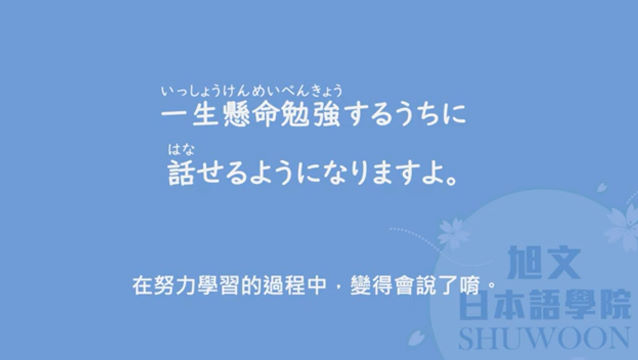 いっしょうけんめいべんきょう
一生懸命勉強するうちに
はな
話せるようになりますよ。
在努力學習的過程中，變得會說了唷。
旭文
日本語學院
SHUWOON